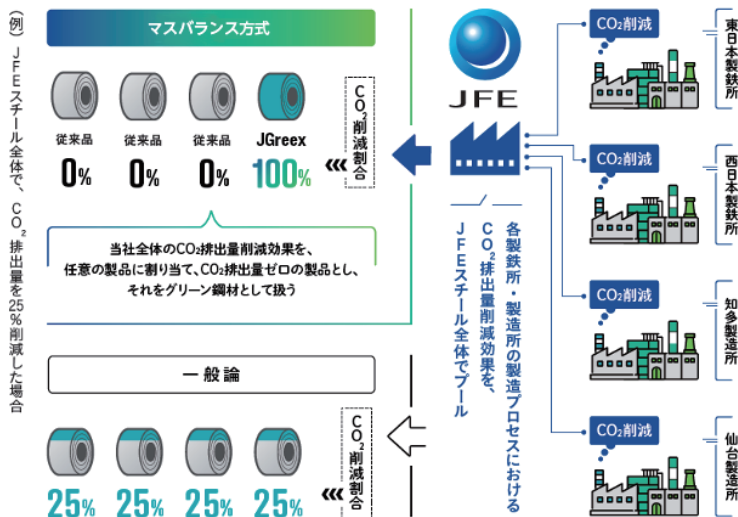 (例) JFEスチール全体で、CO₂排出量を25%削減した場合
マスバランス方式
従来品
0%
従来品
0%
従来品
0%
JGreex
100%
CO₂削減割合
当社全体のCO₂排出量削減効果を、
任意の製品に割り当て、CO₂排出量ゼロの製品とし、
それをグリーン鋼材として扱う
一般論
25%
25%
25%
25%
CO₂削減割合
JFE
各製鉄所・製造所の製造プロセスにおける
CO₂排出量削減効果を、
JFEスチール全体でプール
CO₂削減
東日本製鉄所
CO₂削減
西日本製鉄所
CO₂削減
知多製造所
CO₂削減
仙台製造所